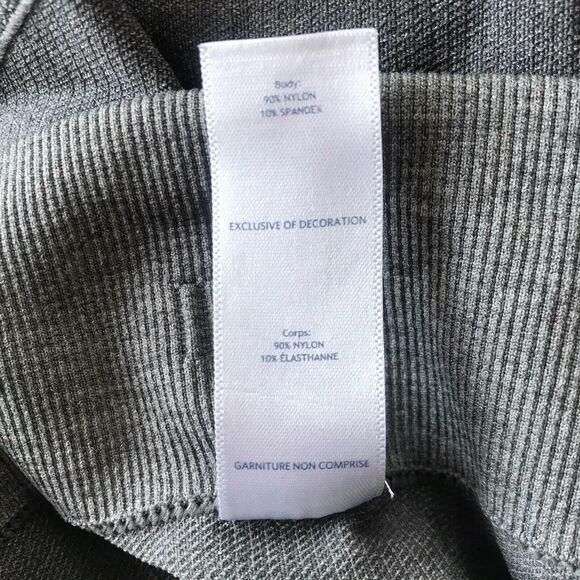 Body:
90% NYLON
10% SPANDEX
EXCLUSIVE OF DECORATION
Corps:
90% NYLON
10% ÉLASTHANNE
GARNITURE NON COMPRISE